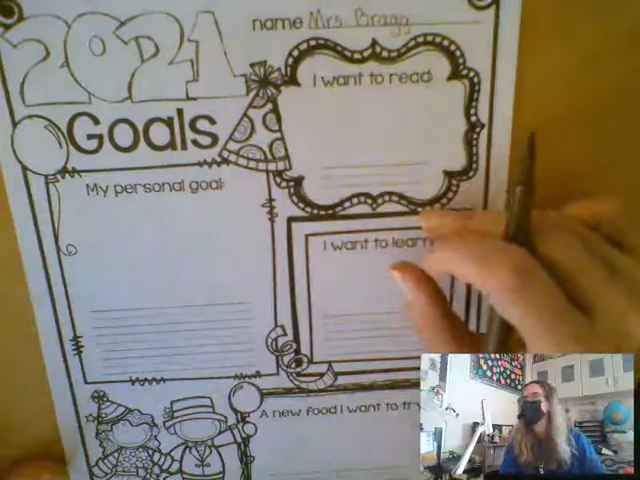 2021
name Mrs. Bragg
Goals
I want to read:
My personal goal:
I want to learn
A new food I want to try